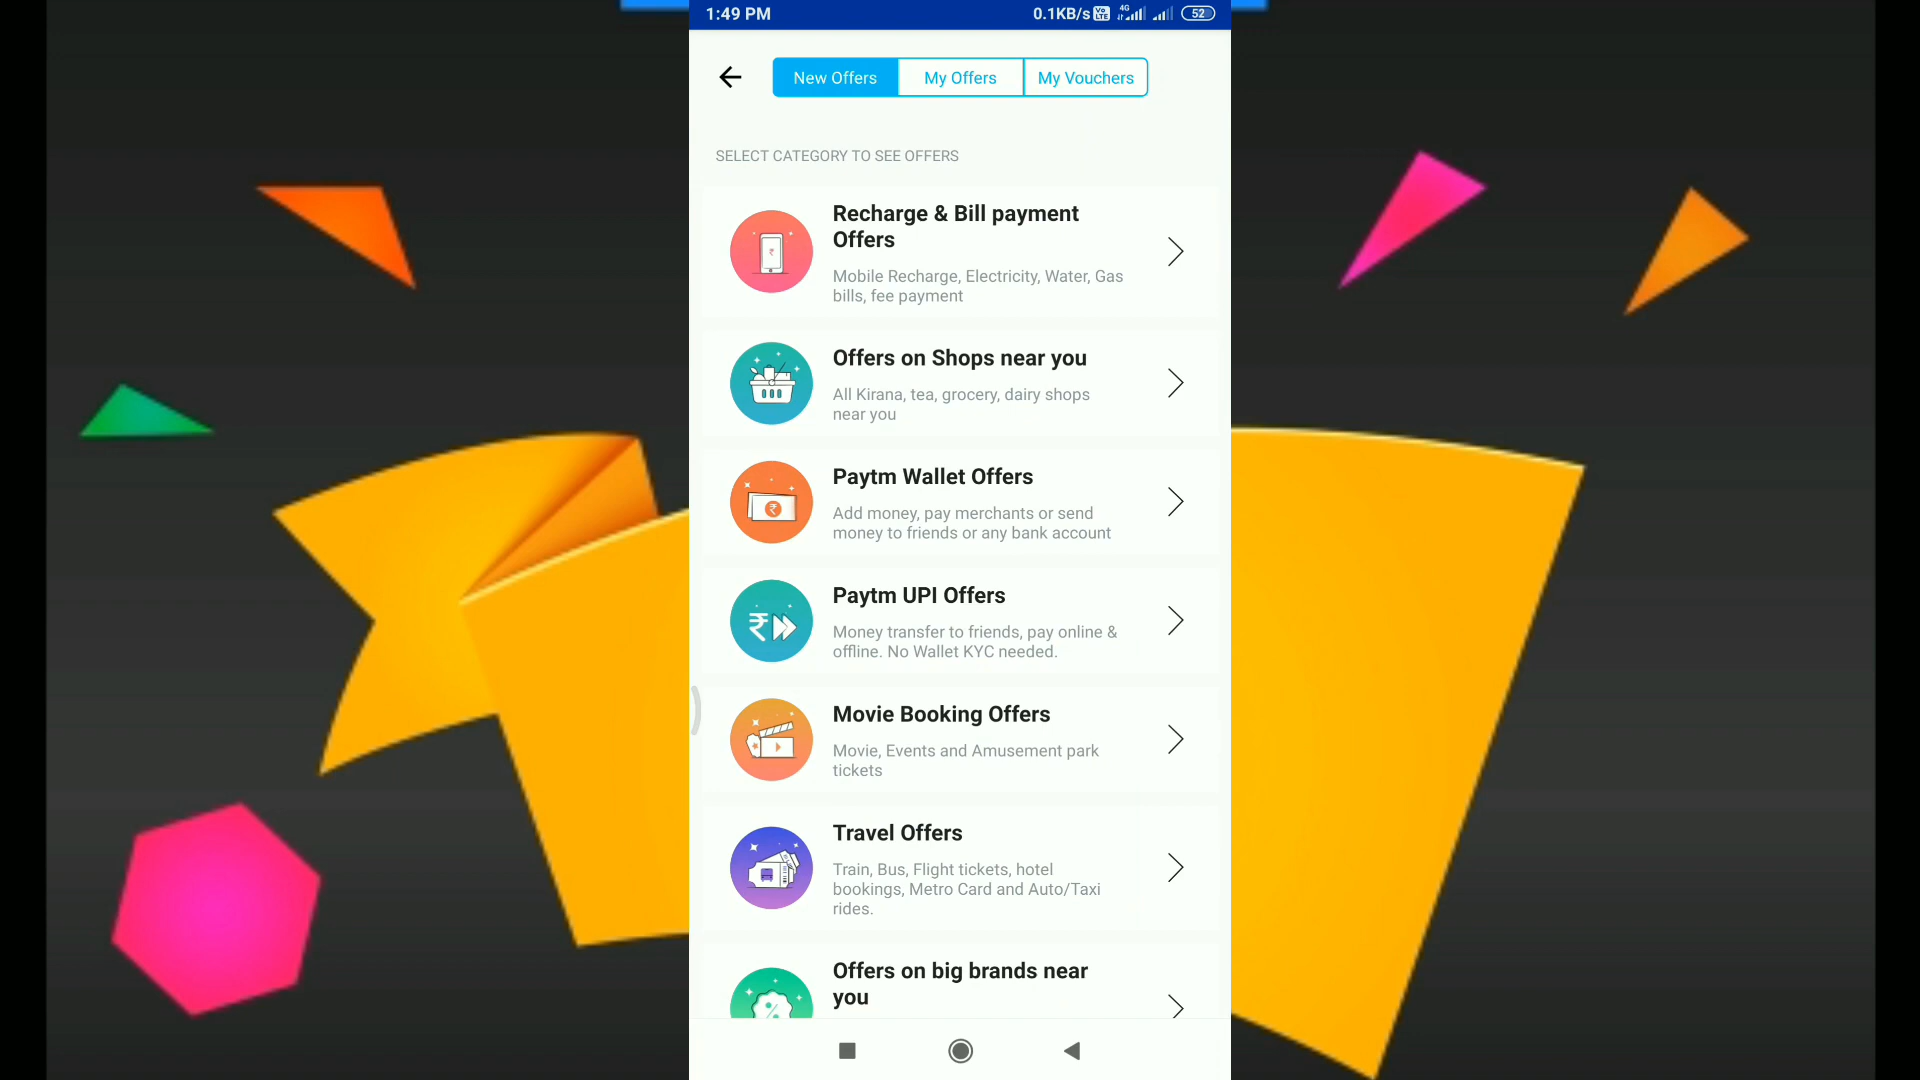 1:49 PM
0.1KB/s
Vo LTE
4G
52
New Offers
My Offers
My Vouchers
SELECT CATEGORY TO SEE OFFERS
Recharge & Bill payment
Offers
Mobile Recharge, Electricity, Water, Gas
bills, fee payment
Offers on Shops near you
All Kirana, tea, grocery, dairy shops
near you
Paytm Wallet Offers
Add money, pay merchants or send
money to friends or any bank account
Paytm UPI Offers
Money transfer to friends, pay online &
offline. No Wallet KYC needed.
Movie Booking Offers
Movie, Events and Amusement park
tickets
Travel Offers
Train, Bus, Flight tickets, hotel
bookings, Metro Card and Auto/Taxi
rides.
Offers on big brands near
you